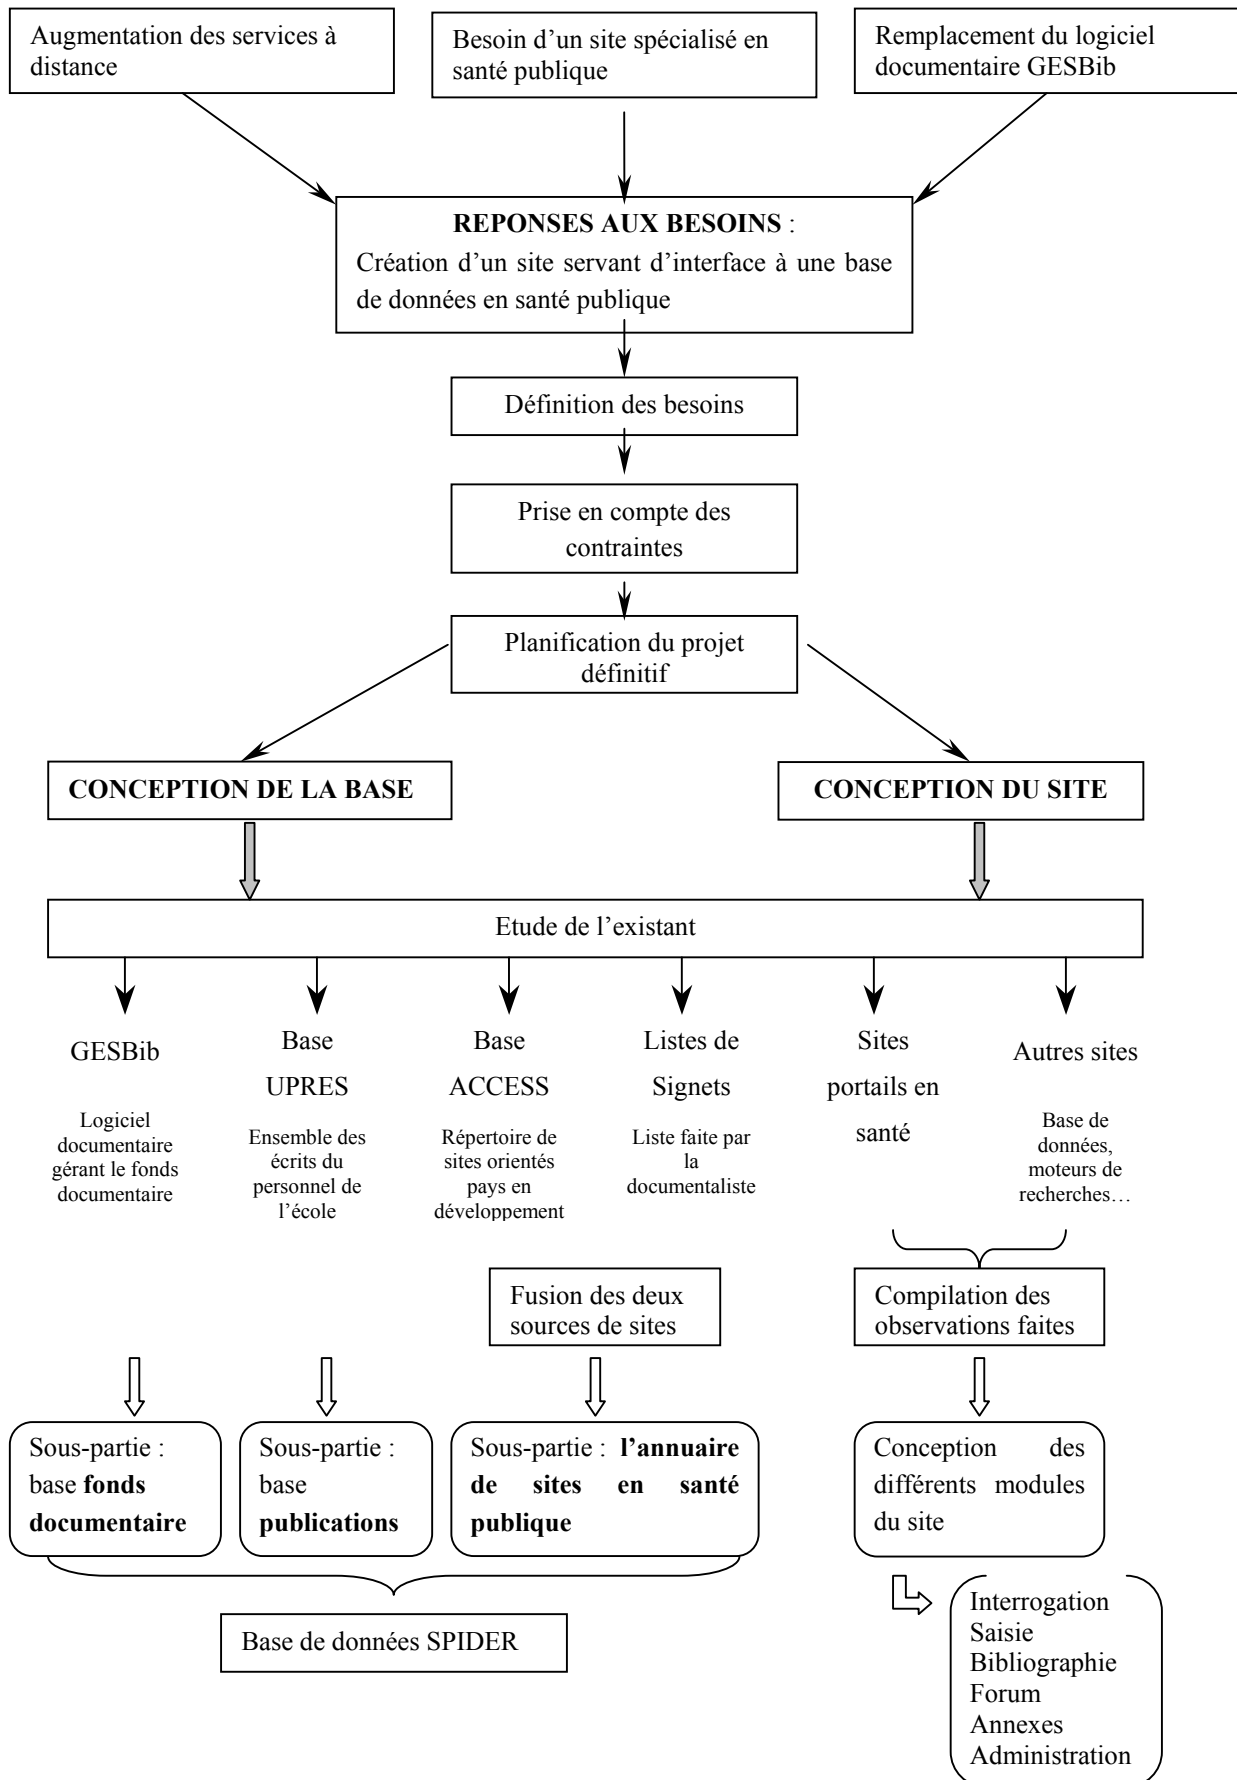 Augmentation des services à
distance
Besoin d’un site spécialisé en
santé publique
Remplacement du logiciel
documentaire GESBib
REPONSES AUX BESOINS :
Création d’un site servant d’interface à une base
de données en santé publique
Définition des besoins
Prise en compte des
contraintes
Planification du projet
définitif
CONCEPTION DE LA BASE
CONCEPTION DU SITE
Etude de l’existant
GESBib
Logiciel
documentaire
gérant le fonds
documentaire
Base
UPRES
Ensemble des
écrits du
personnel de
l’école
Base
ACCESS
Répertoire de
sites orientés
pays en
développement
Listes de
Signets
Liste faite par
la
documentaliste
Sites
portails en
santé
Autres sites
Base de
données,
moteurs de
recherches…
Fusion des deux
sources de sites
Compilation des
observations faites
Sous-partie :
base fonds
documentaire
Sous-partie :
base
publications
Sous-partie : l’annuaire
de sites en santé
publique
Conception des
différents modules
du site
Base de données SPIDER
Interrogation
Saisie
Bibliographie
Forum
Annexes
Administration